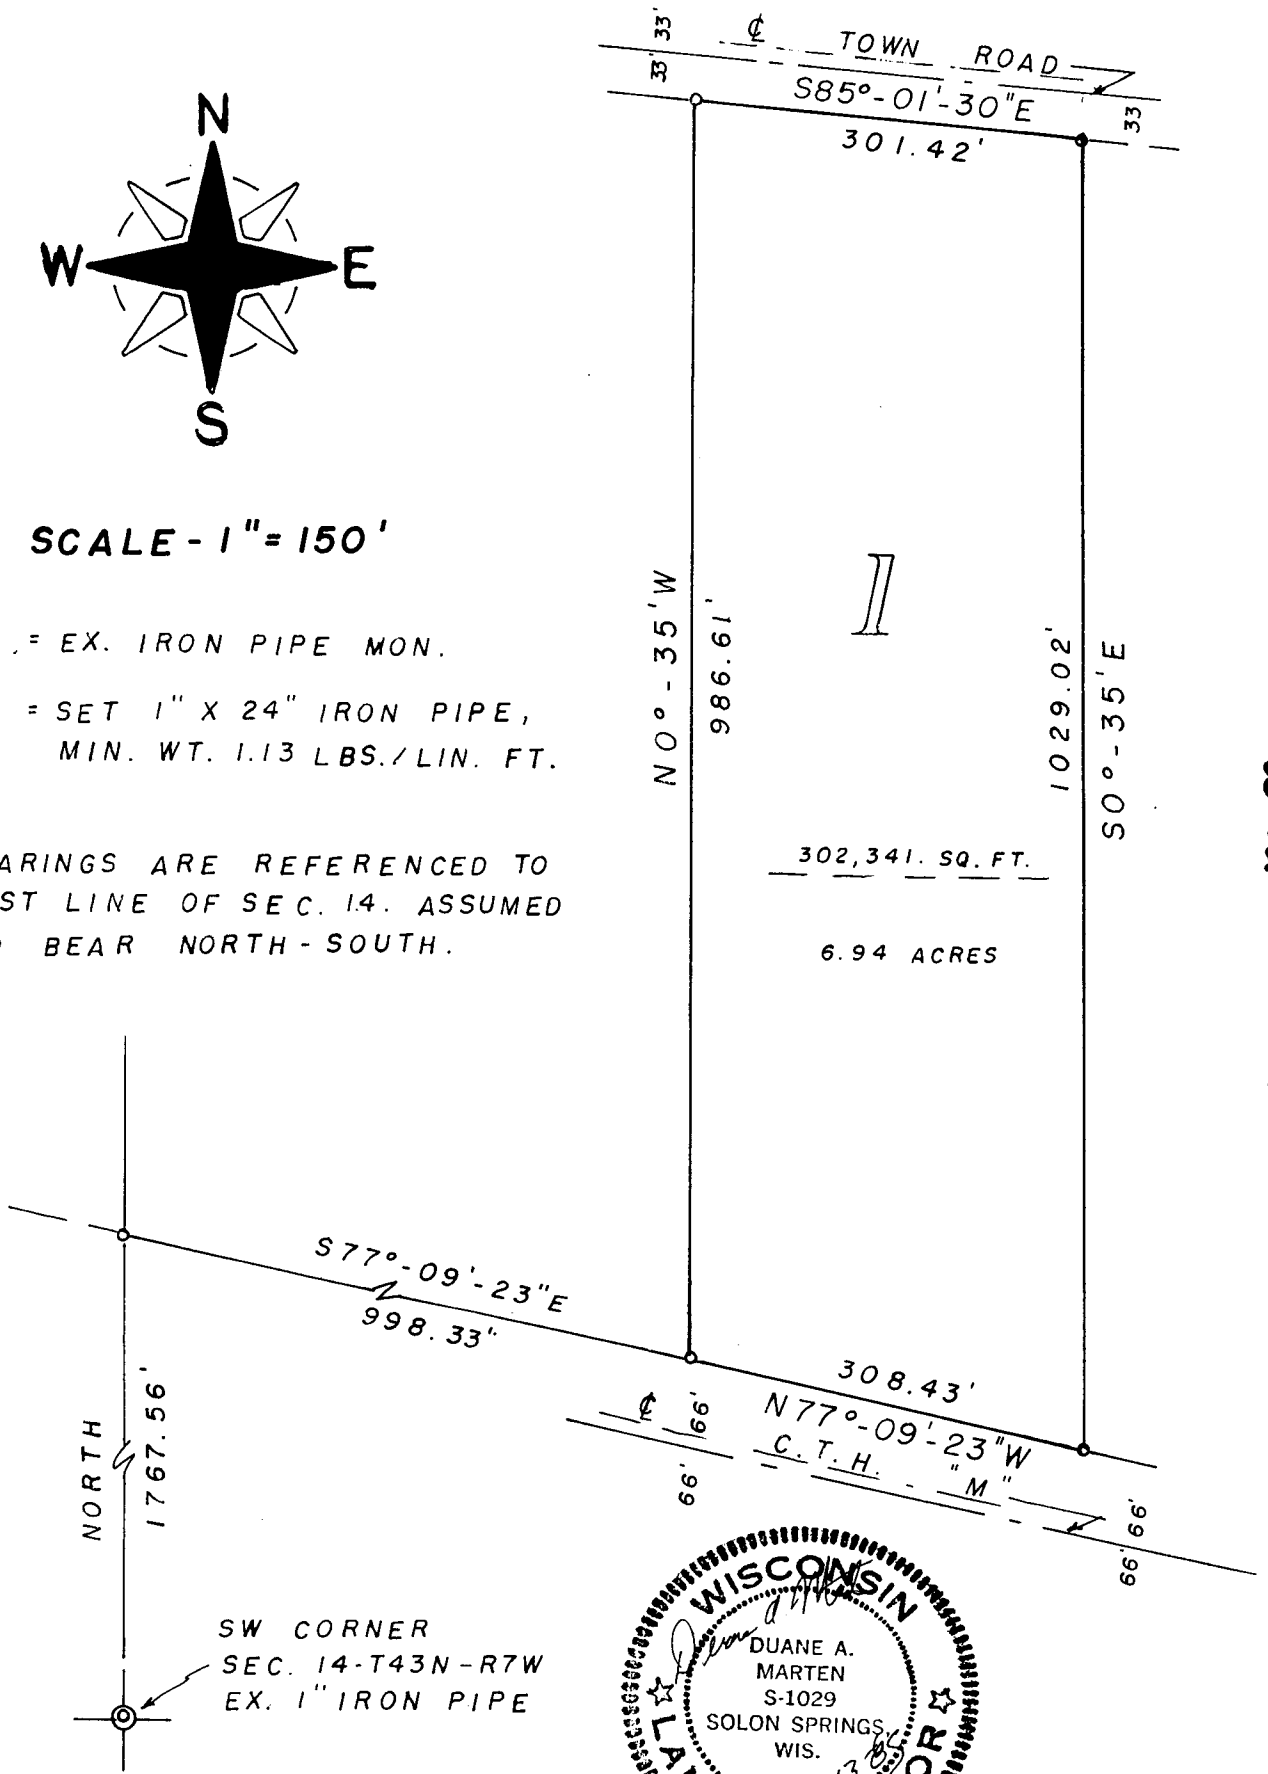 33'
33'
℄ TOWN ROAD
S85°-01'-30"E
301.42'
33
N
W E
S
SCALE - 1" = 150'
= EX. IRON PIPE MON.
= SET 1" X 24" IRON PIPE,
MIN. WT. 1.13 LBS./LIN. FT.
ARINGS ARE REFERENCED TO
ST LINE OF SEC. 14. ASSUMED
BEAR NORTH-SOUTH.
N0°-35'W
986.61'
1
1029.02'
S0°-35'E
302,341. SQ. FT.
6.94 ACRES
S77°-09'-23"E
998.33"
308.43'
N77°-09'-23"W
℄ C.T.H. "M"
66'
66'
66'
66'
NORTH
1767.56'
SW CORNER
SEC. 14-T43N-R7W
EX. 1" IRON PIPE
WISCONSIN
DUANE A.
MARTEN
S-1029
SOLON SPRINGS,
WIS.
LA
OR